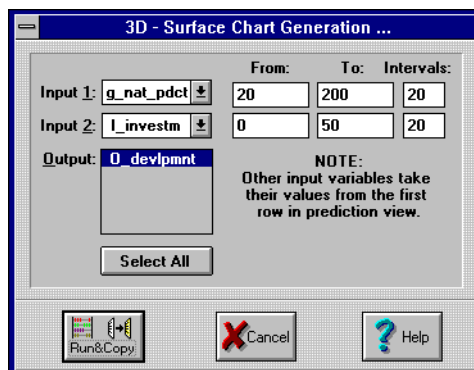 3D - Surface Chart Generation ...
From: To: Intervals:
Input 1: g_nat_pdct 20 200 20
Input 2: l_investm 0 50 20
Output: O_devlpmnt
NOTE:
Other input variables take
their values from the first
row in prediction view.
Select All
Run&Copy Cancel Help